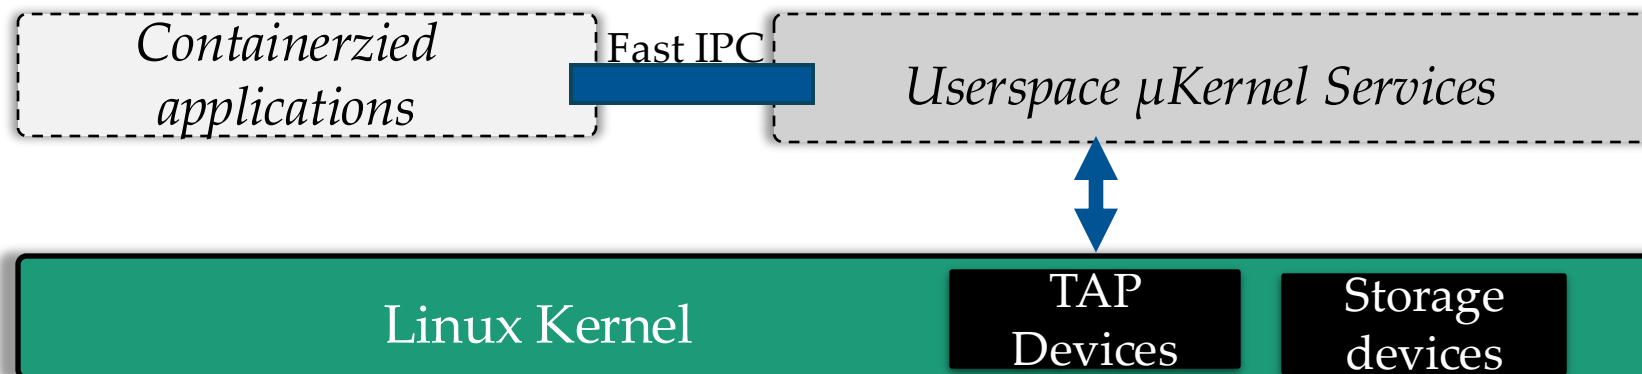 Containerzied
applications
Fast IPC
Userspace µKernel Services
Linux Kernel
TAP
Devices
Storage
devices